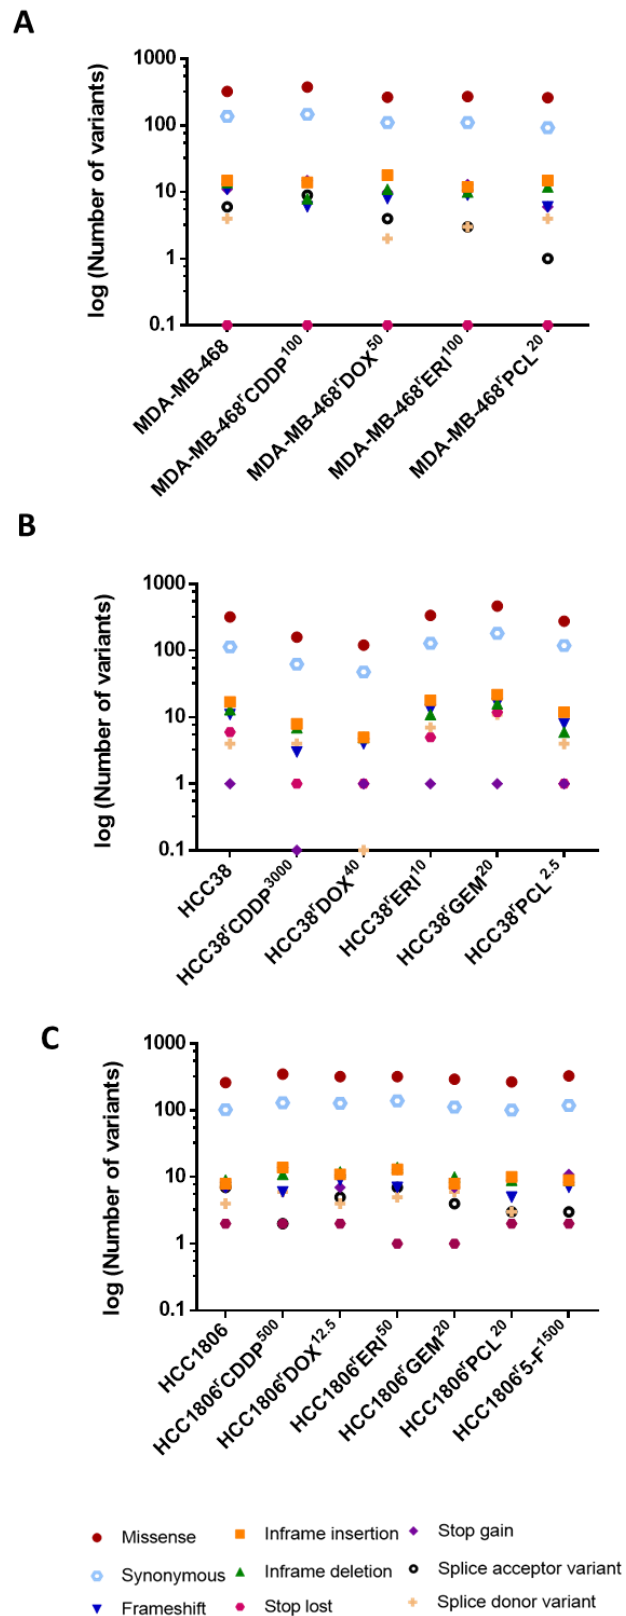 A
log (Number of variants)
1000
100
10
1
0.1
MDA-MB-468
MDA-MB-468ʳCDDP¹⁰⁰
MDA-MB-468ʳDOX⁵⁰
MDA-MB-468ʳERI¹⁰⁰
MDA-MB-468ʳPCL²⁰
B
log (Number of variants)
1000
100
10
1
0.1
HCC38
HCC38ʳCDDP³⁰⁰⁰
HCC38ʳDOX⁴⁰
HCC38ʳERI¹⁰
HCC38ʳGEM²⁰
HCC38ʳPCL²·⁵
C
log (Number of variants)
1000
100
10
1
0.1
HCC1806
HCC1806ʳCDDP⁵⁰⁰
HCC1806ʳDOX¹²·⁵
HCC1806ʳERI⁵⁰
HCC1806ʳGEM²⁰
HCC1806ʳPCL²⁰
HCC1806ʳ5-F¹⁵⁰⁰
Missense
Inframe insertion
Stop gain
Synonymous
Inframe deletion
Splice acceptor variant
Frameshift
Stop lost
Splice donor variant